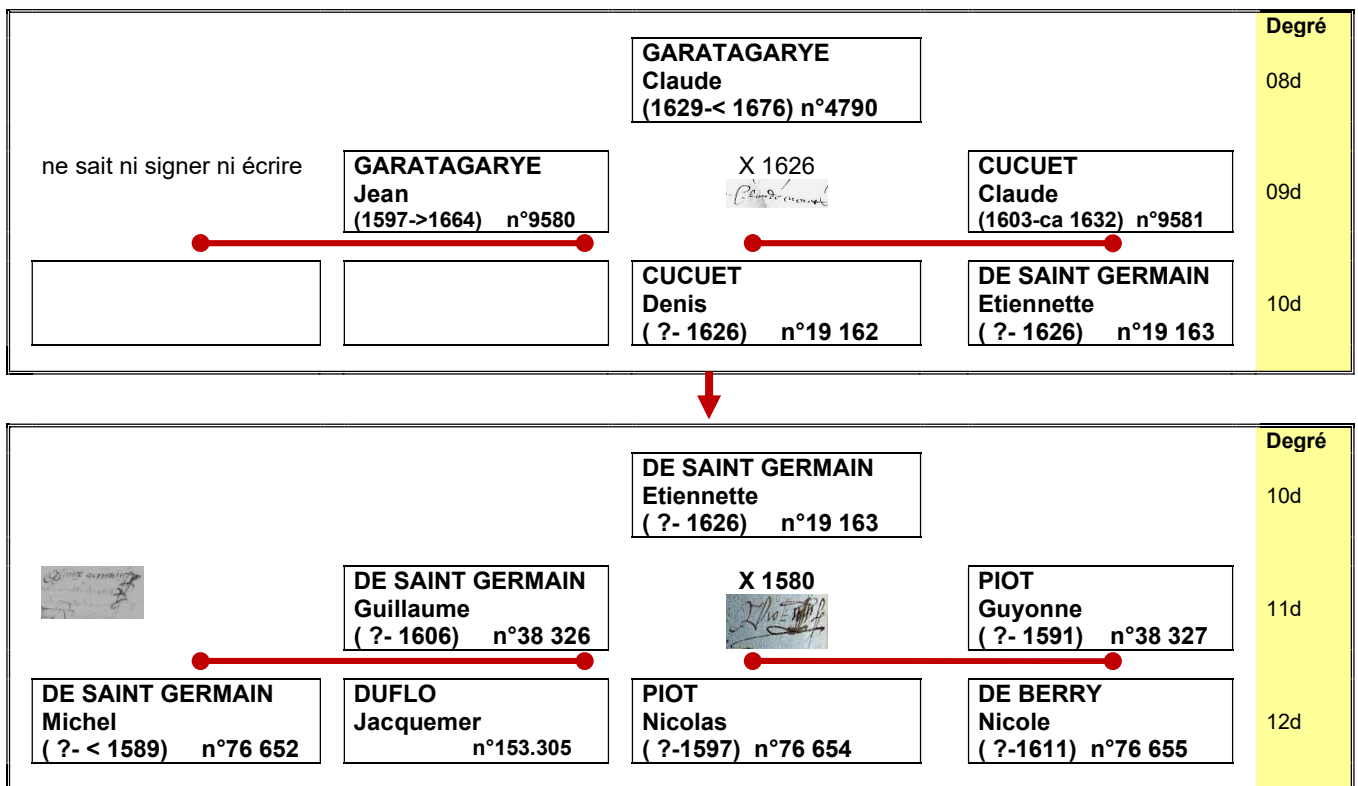 Degré
GARATAGARYE
Claude
(1629-< 1676) n°4790
08d
ne sait ni signer ni écrire
GARATAGARYE
Jean
(1597->1664) n°9580
X 1626
CUCUET
Claude
(1603-ca 1632) n°9581
09d
CUCUET
Denis
( ?- 1626) n°19 162
DE SAINT GERMAIN
Etiennette
( ?- 1626) n°19 163
10d
Degré
DE SAINT GERMAIN
Etiennette
( ?- 1626) n°19 163
10d
DE SAINT GERMAIN
Guillaume
( ?- 1606) n°38 326
X 1580
PIOT
Guyonne
( ?- 1591) n°38 327
11d
DE SAINT GERMAIN
Michel
( ?- < 1589) n°76 652
DUFLO
Jacquemer
n°153.305
PIOT
Nicolas
( ?-1597) n°76 654
DE BERRY
Nicole
( ?-1611) n°76 655
12d